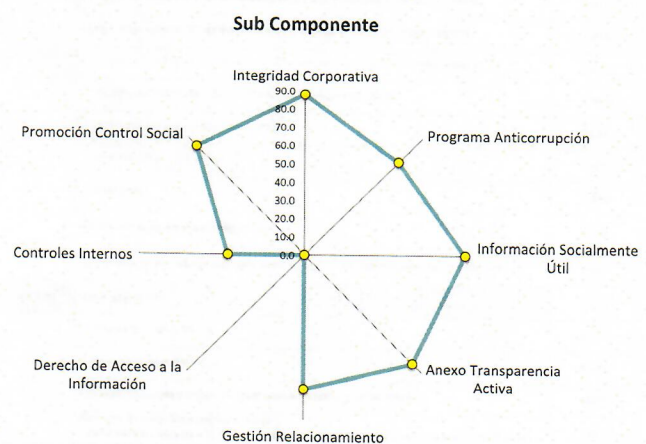 Sub Componente
Integridad Corporativa
90.0
80.0
70.0
60.0
50.0
40.0
30.0
20.0
10.0
0.0
Programa Anticorrupción
Información Socialmente
Útil
Anexo Transparencia
Activa
Gestión Relacionamiento
Derecho de Acceso a la
Información
Controles Internos
Promoción Control Social